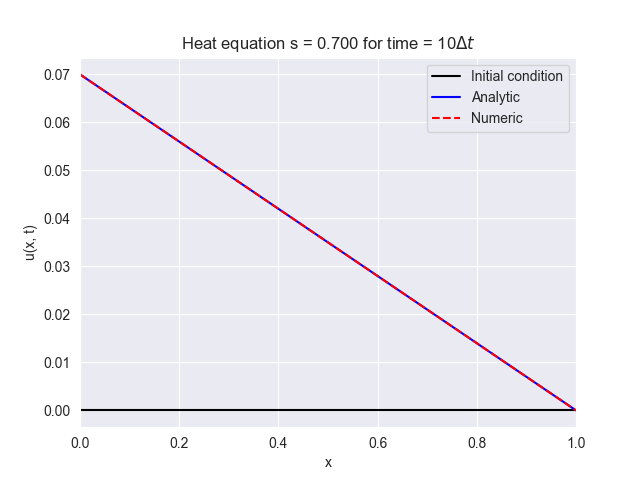 Heat equation s = 0.700 for time = 10Δt
Initial condition
Analytic
Numeric
u(x, t)
0.07
0.06
0.05
0.04
0.03
0.02
0.01
0.00
0.0 0.2 0.4 0.6 0.8 1.0
x